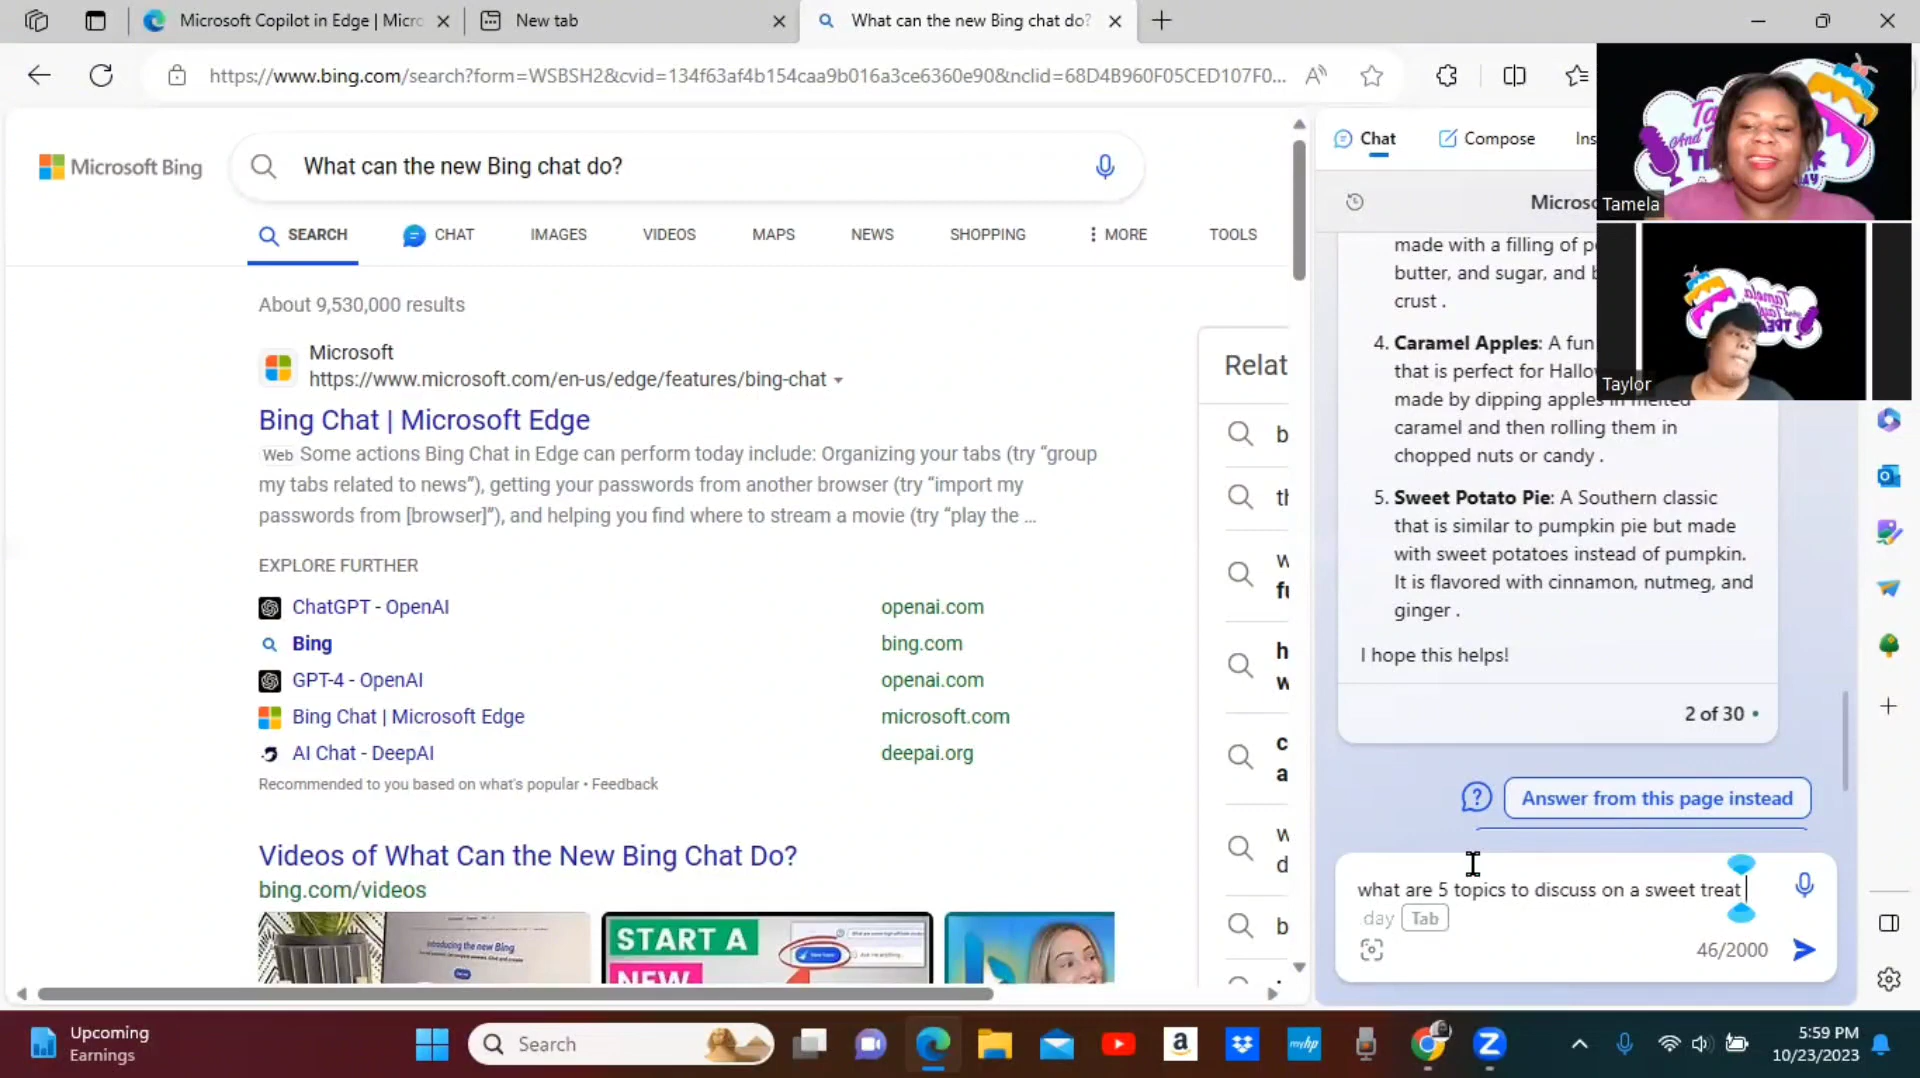 Microsoft Copilot in Edge | Micro
New tab
What can the new Bing chat do?
https://www.bing.com/search?form=WSBSH2&cvid=134f63af4b154caa9b016a3ce6360e90&nclid=68D4B960F05CED107F0...
Microsoft Bing
What can the new Bing chat do?
SEARCH
CHAT
IMAGES
VIDEOS
MAPS
NEWS
SHOPPING
MORE
TOOLS
About 9,530,000 results
Microsoft
https://www.microsoft.com/en-us/edge/features/bing-chat
Bing Chat | Microsoft Edge
Web Some actions Bing Chat in Edge can perform today include: Organizing your tabs (try “group
my tabs related to news”), getting your passwords from another browser (try “import my
passwords from [browser]”), and helping you find where to stream a movie (try “play the ...
EXPLORE FURTHER
ChatGPT - OpenAI openai.com
Bing bing.com
GPT-4 - OpenAI openai.com
Bing Chat | Microsoft Edge microsoft.com
AI Chat - DeepAI deepai.org
Recommended to you based on what's popular • Feedback
Videos of What Can the New Bing Chat Do?
bing.com/videos
Introducing the new Bing
START A
NEW
Relat
Chat
Compose
Ins
Microso
made with a filling of p
butter, and sugar, and b
crust .
4. Caramel Apples: A fun
that is perfect for Hallo
made by dipping apples in melted
caramel and then rolling them in
chopped nuts or candy .
5. Sweet Potato Pie: A Southern classic
that is similar to pumpkin pie but made
with sweet potatoes instead of pumpkin.
It is flavored with cinnamon, nutmeg, and
ginger .
I hope this helps!
2 of 30
Answer from this page instead
what are 5 topics to discuss on a sweet treat
day Tab
46/2000
Tamela
Taylor
Upcoming
Earnings
Search
myhp
5:59 PM
10/23/2023